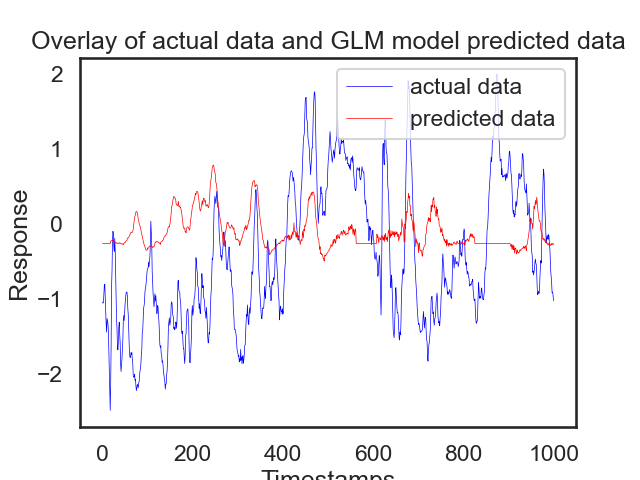 Overlay of actual data and GLM model predicted data
actual data
predicted data
Response
2
1
0
−1
−2
0 200 400 600 800 1000
Timestamps